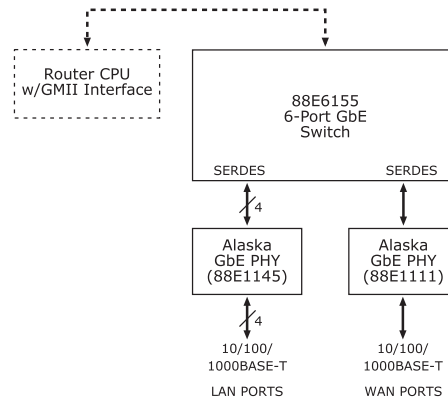 Router CPU
w/GMII Interface
88E6155
6-Port GbE
Switch
SERDES
SERDES
4
Alaska
GbE PHY
(88E1145)
Alaska
GbE PHY
(88E1111)
4
10/100/
1000BASE-T
10/100/
1000BASE-T
LAN PORTS
WAN PORTS